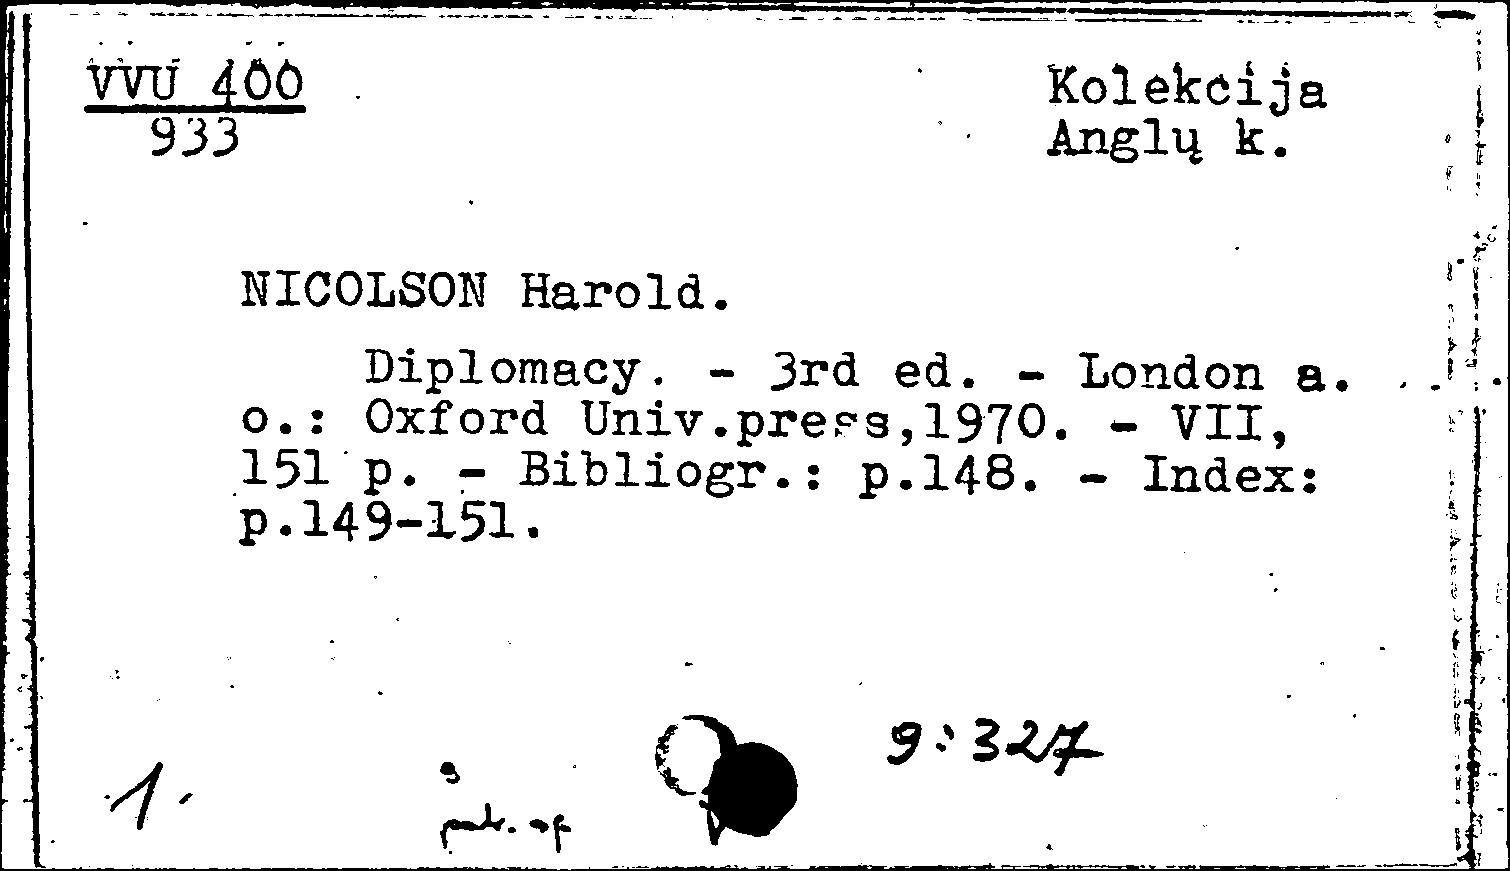 VVU 400
933
Kolekcija
Anglų k.
NICOLSON Harold.
Diplomacy. - 3rd ed. - London a.
o.: Oxford Univ.press,1970. - VII,
151 p. - Bibliogr.: p.148. - Index:
p.149-151.
9:327
1.